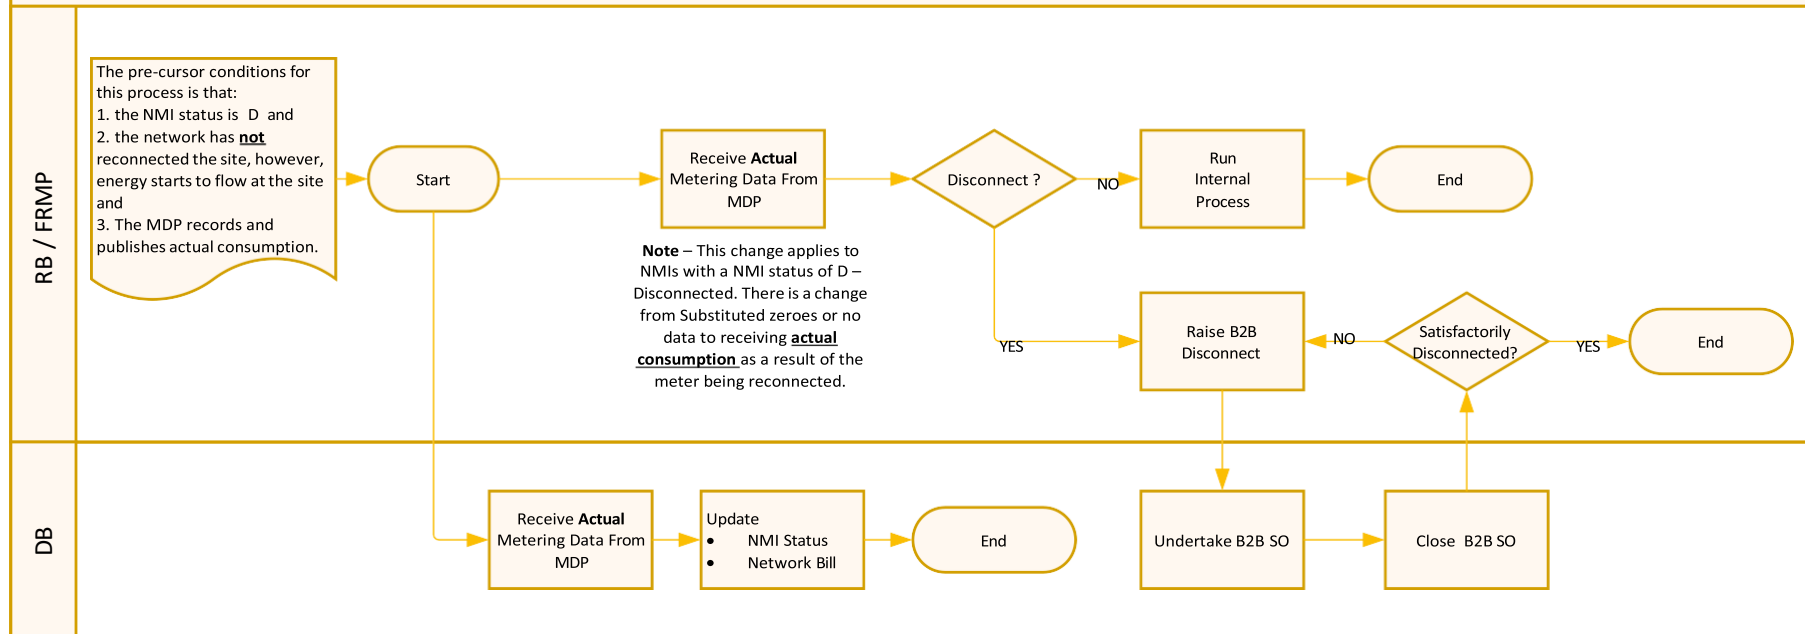 RB / FRMP
The pre-cursor conditions for
this process is that:
1. the NMI status is D and
2. the network has not
reconnected the site, however,
energy starts to flow at the site
and
3. The MDP records and
publishes actual consumption.
Start
Receive Actual
Metering Data From
MDP
Disconnect ?
NO
Run
Internal
Process
End
Note – This change applies to
NMIs with a NMI status of D –
Disconnected. There is a change
from Substituted zeroes or no
data to receiving actual
consumption as a result of the
meter being reconnected.
YES
Raise B2B
Disconnect
NO
Satisfactorily
Disconnected?
YES
End
DB
Receive Actual
Metering Data From
MDP
Update
• NMI Status
• Network Bill
End
Undertake B2B SO
Close B2B SO